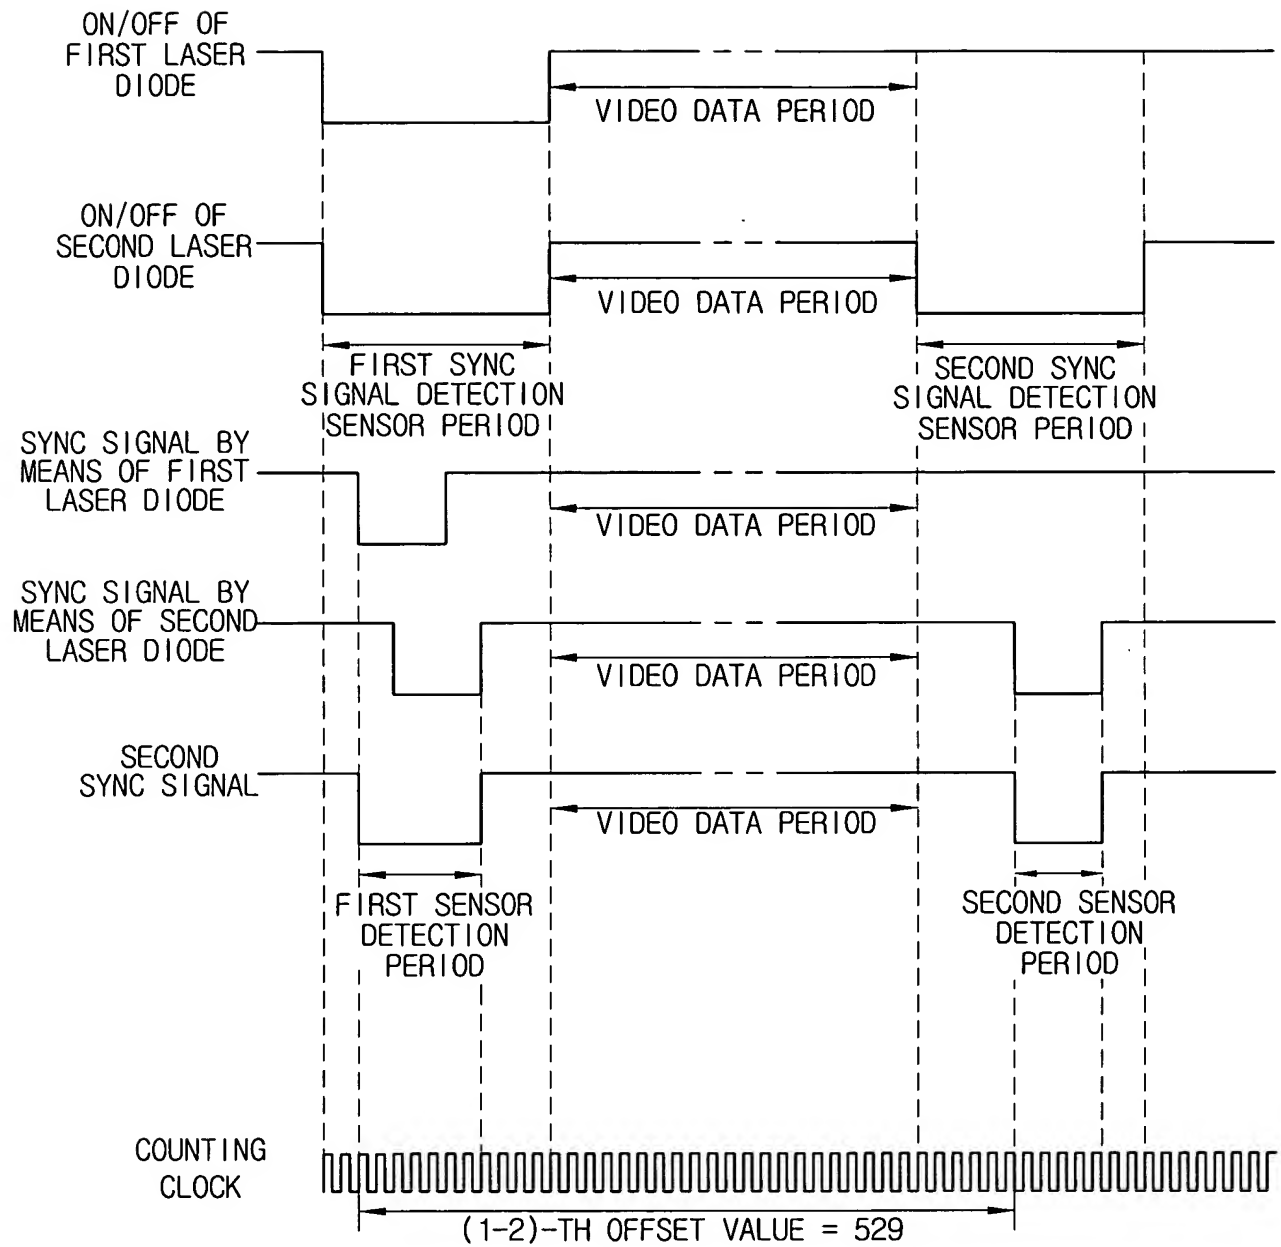 ON/OFF OF
FIRST LASER
DIODE
VIDEO DATA PERIOD
ON/OFF OF
SECOND LASER
DIODE
VIDEO DATA PERIOD
FIRST SYNC
SIGNAL DETECTION
SENSOR PERIOD
SECOND SYNC
SIGNAL DETECTION
SENSOR PERIOD
SYNC SIGNAL BY
MEANS OF FIRST
LASER DIODE
VIDEO DATA PERIOD
SYNC SIGNAL BY
MEANS OF SECOND
LASER DIODE
VIDEO DATA PERIOD
SECOND
SYNC SIGNAL
VIDEO DATA PERIOD
FIRST SENSOR
DETECTION
PERIOD
SECOND SENSOR
DETECTION
PERIOD
COUNTING
CLOCK
(1-2)-TH OFFSET VALUE = 529